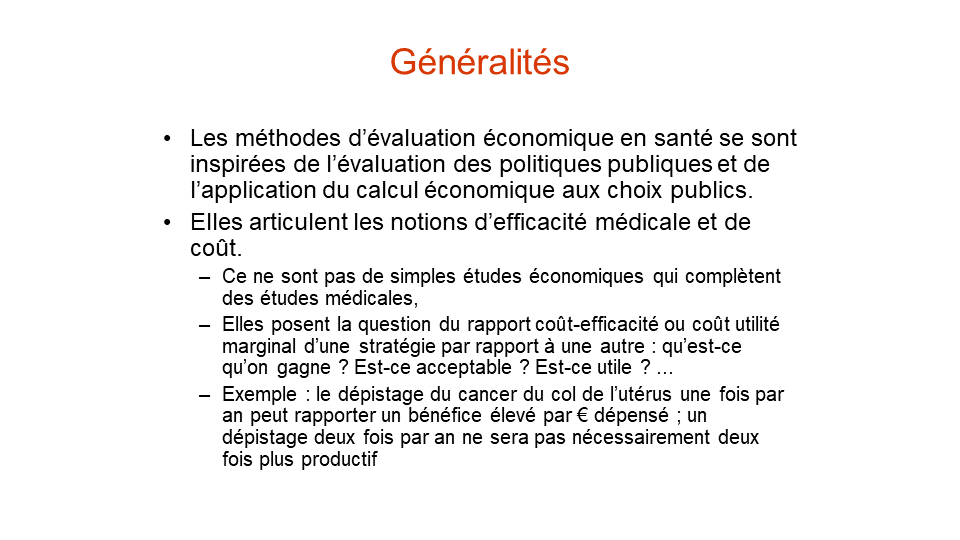 Généralités
• Les méthodes d’évaluation économique en santé se sont
inspirées de l’évaluation des politiques publiques et de
l’application du calcul économique aux choix publics.
• Elles articulent les notions d’efficacité médicale et de
coût.
– Ce ne sont pas de simples études économiques qui complètent
des études médicales,
– Elles posent la question du rapport coût-efficacité ou coût utilité
marginal d’une stratégie par rapport à une autre : qu’est-ce
qu’on gagne ? Est-ce acceptable ? Est-ce utile ? …
– Exemple : le dépistage du cancer du col de l’utérus une fois par
an peut rapporter un bénéfice élevé par € dépensé ; un
dépistage deux fois par an ne sera pas nécessairement deux
fois plus productif